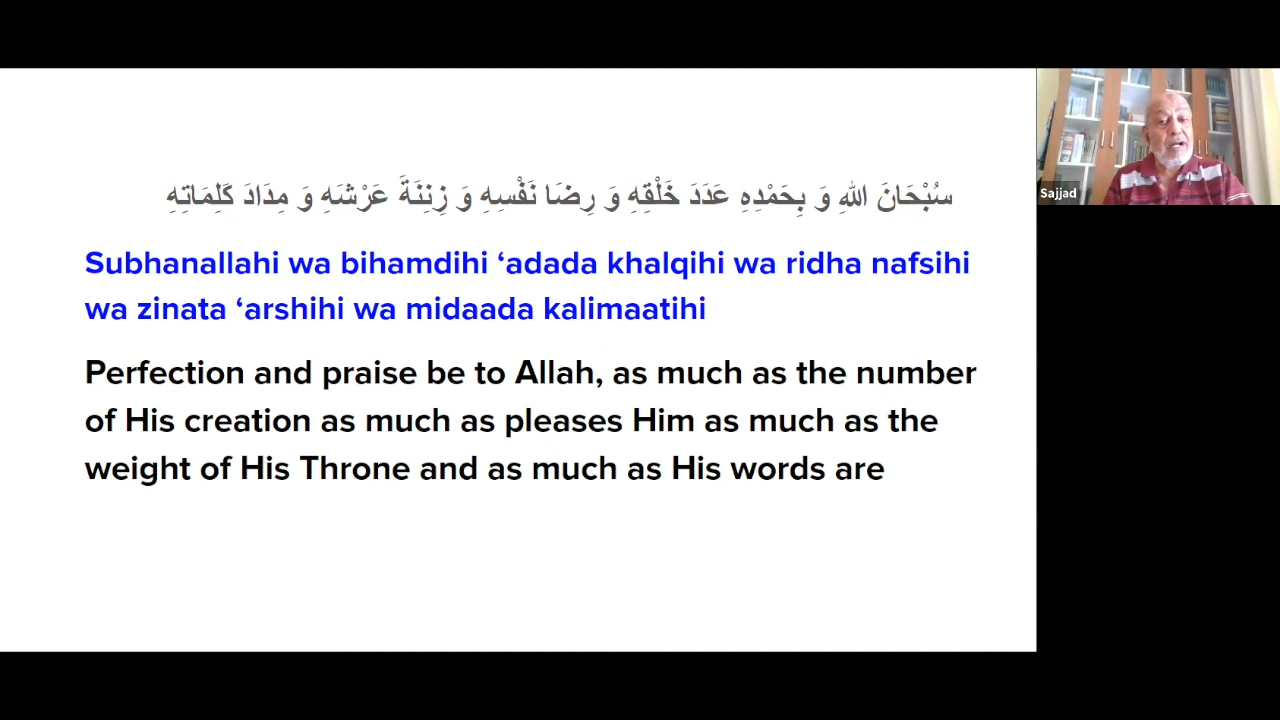 سُبْحَانَ اللهِ وَ بِحَمْدِهِ عَدَدَ خَلْقِهِ وَ رِضَا نَفْسِهِ وَ زِنِنَةَ عَرْشَهِ وَ مِدَادَ كَلِمَاتِهِ
Subhanallahi wa bihamdihi ‘adada khalqihi wa ridha nafsihi
wa zinata ‘arshihi wa midaada kalimaatihi
Perfection and praise be to Allah, as much as the number
of His creation as much as pleases Him as much as the
weight of His Throne and as much as His words are
Sajjad